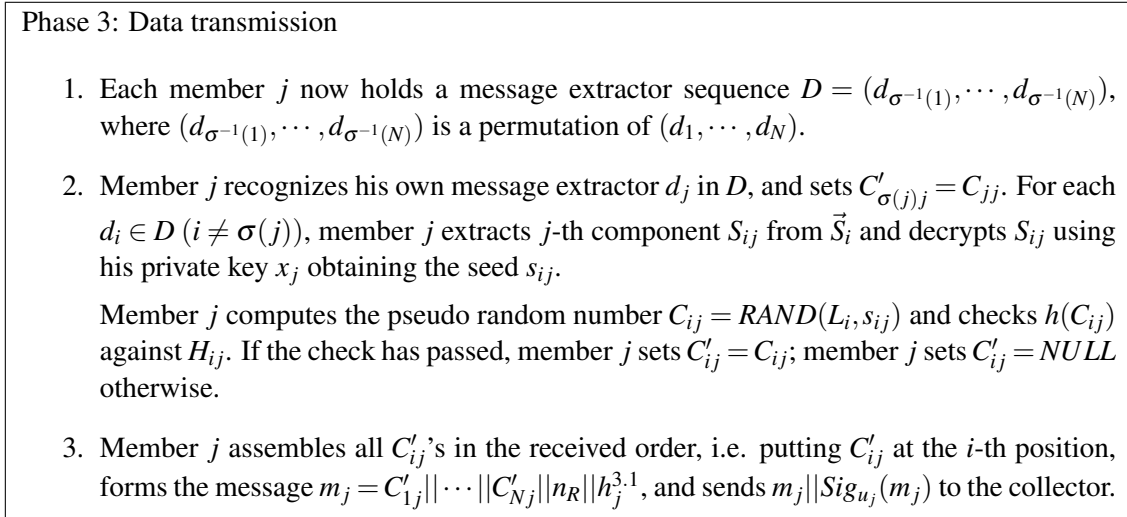 Phase 3: Data transmission
1. Each member j now holds a message extractor sequence D = (d_{σ^{-1}(1)}, ⋯, d_{σ^{-1}(N)}),
where (d_{σ^{-1}(1)}, ⋯, d_{σ^{-1}(N)}) is a permutation of (d_1, ⋯, d_N).
2. Member j recognizes his own message extractor d_j in D, and sets C'_{σ(j)j} = C_{jj}. For each
d_i ∈ D (i ≠ σ(j)), member j extracts j-th component S_{ij} from \vec{S}_i and decrypts S_{ij} using
his private key x_j obtaining the seed s_{ij}.
Member j computes the pseudo random number C_{ij} = RAND(L_i, s_{ij}) and checks h(C_{ij})
against H_{ij}. If the check has passed, member j sets C'_{ij} = C_{ij}; member j sets C'_{ij} = NULL
otherwise.
3. Member j assembles all C'_{ij}'s in the received order, i.e. putting C'_{ij} at the i-th position,
forms the message m_j = C'_{1j}||⋯||C'_{Nj}||n_R||h_j^{3.1}, and sends m_j||Sig_{u_j}(m_j) to the collector.